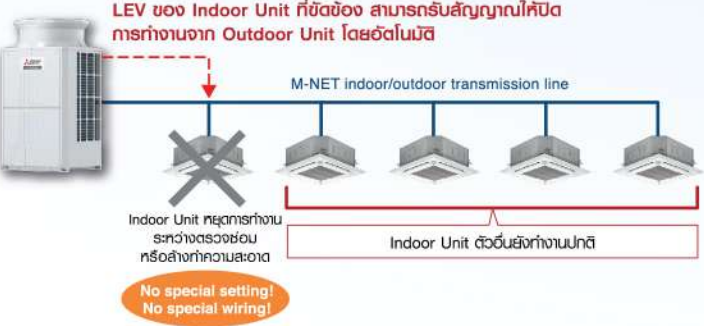 LEV ของ Indoor Unit ที่ขัดข้อง สามารถรับสัญญาณให้ปิด
การทำงานจาก Outdoor Unit โดยอัตโนมัติ
M-NET indoor/outdoor transmission line
Indoor Unit หยุดการทำงาน
ระหว่างตรวจซ่อม
หรือล้างทำความสะอาด
Indoor Unit ตัวอื่นยังทำงานปกติ
No special setting!
No special wiring!